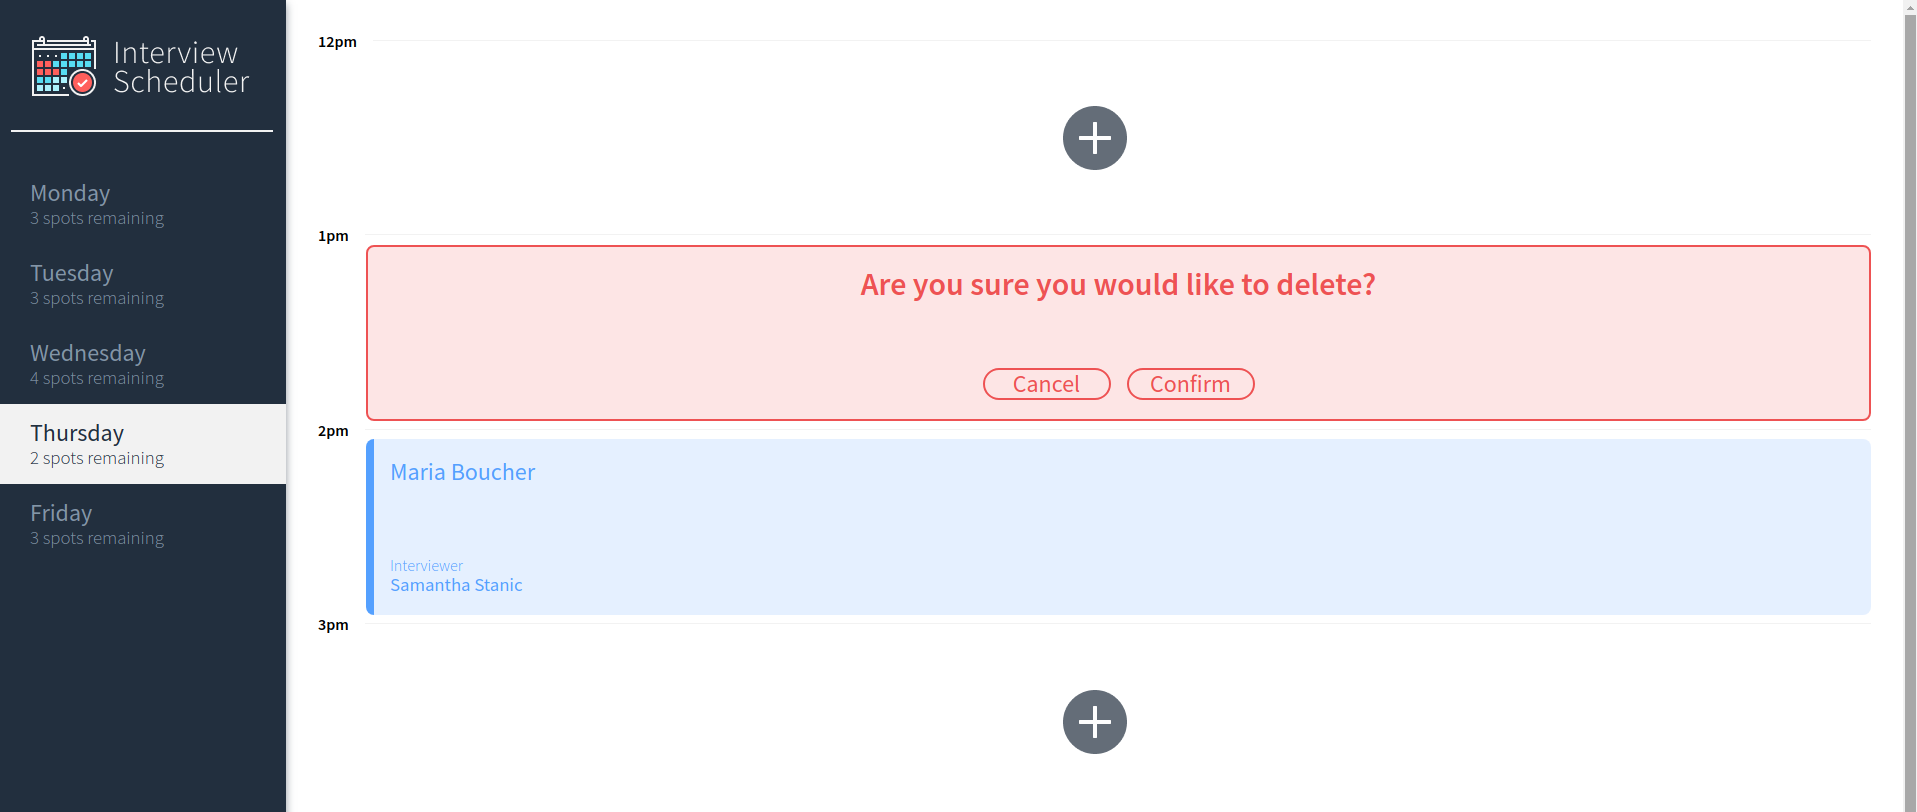 Interview
Scheduler
Monday
3 spots remaining
Tuesday
3 spots remaining
Wednesday
4 spots remaining
Thursday
2 spots remaining
Friday
3 spots remaining
12pm
1pm
Are you sure you would like to delete?
Cancel Confirm
2pm
Maria Boucher
Interviewer
Samantha Stanic
3pm